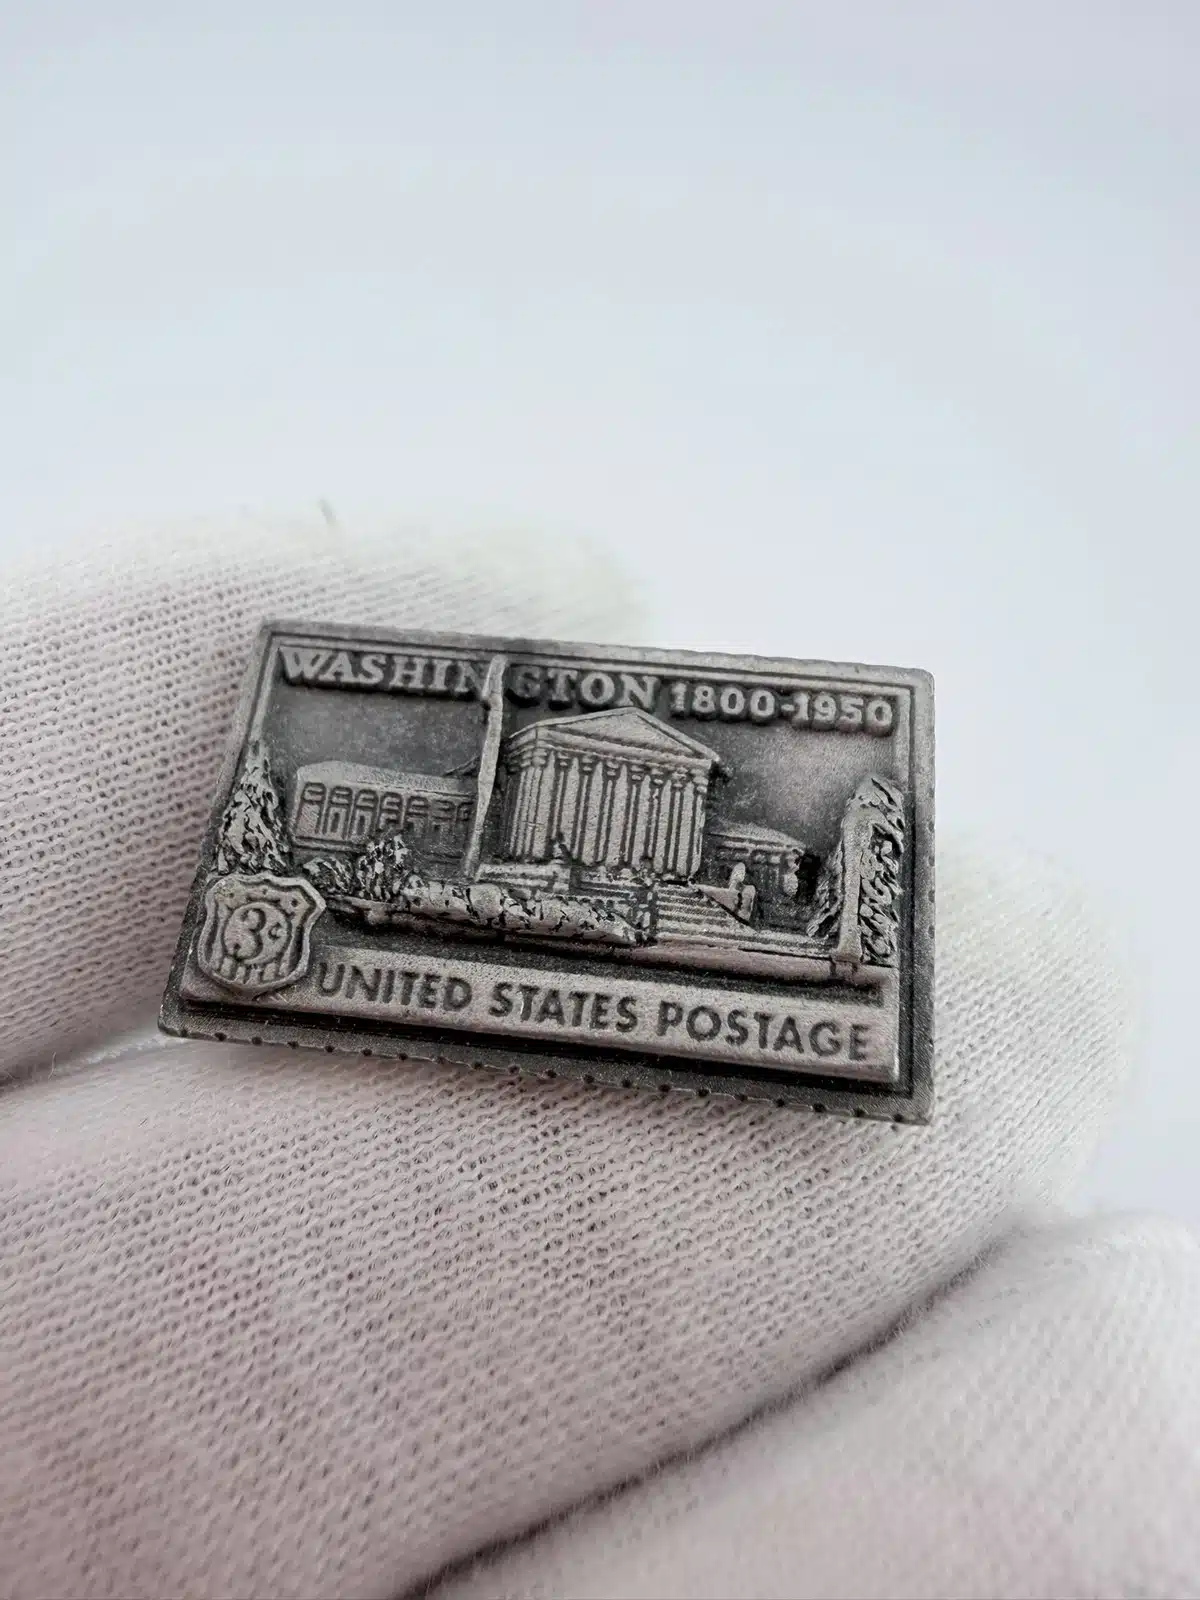 WASHINGTON 1800-1950
3¢
UNITED STATES POSTAGE